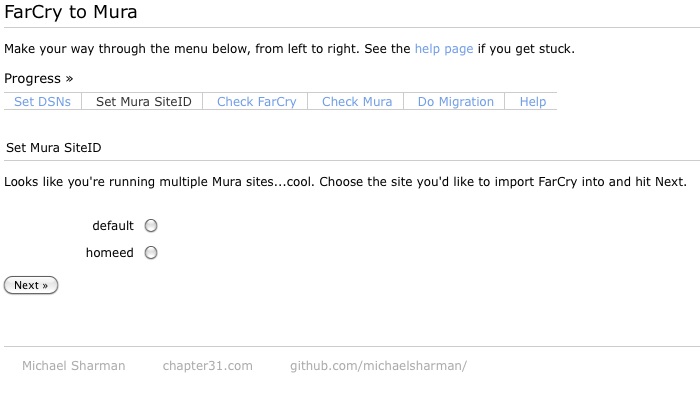 FarCry to Mura
Make your way through the menu below, from left to right. See the help page if you get stuck.
Progress »
Set DSNs Set Mura SiteID Check FarCry Check Mura Do Migration Help
Set Mura SiteID
Looks like you're running multiple Mura sites...cool. Choose the site you'd like to import FarCry into and hit Next.
default
homeed
Next »
Michael Sharman chapter31.com github.com/michaelsharman/